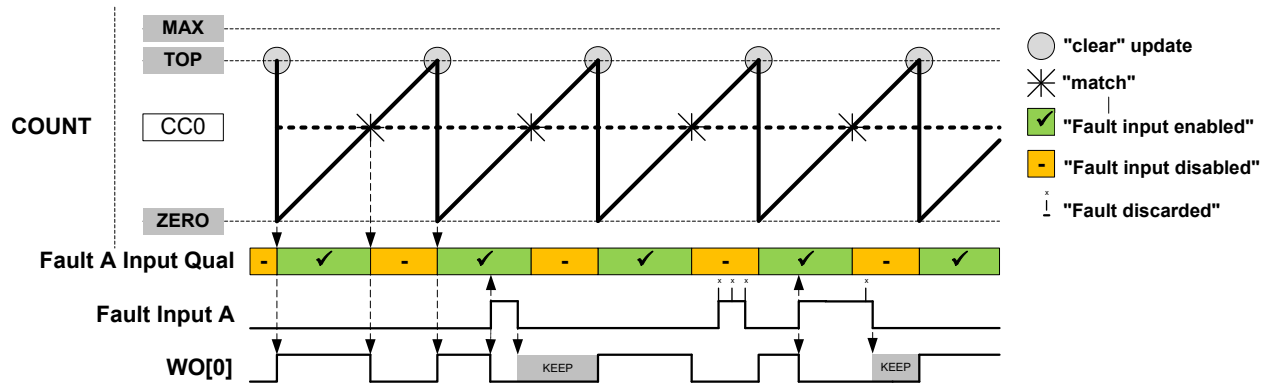 MAX
"clear" update
TOP
"match"
COUNT
CC0
"Fault input enabled"
- "Fault input disabled"
x
"Fault discarded"
ZERO
Fault A Input Qual - ✓ - ✓ - ✓ - ✓ - ✓
x x x x
Fault Input A
WO[0]
KEEP KEEP